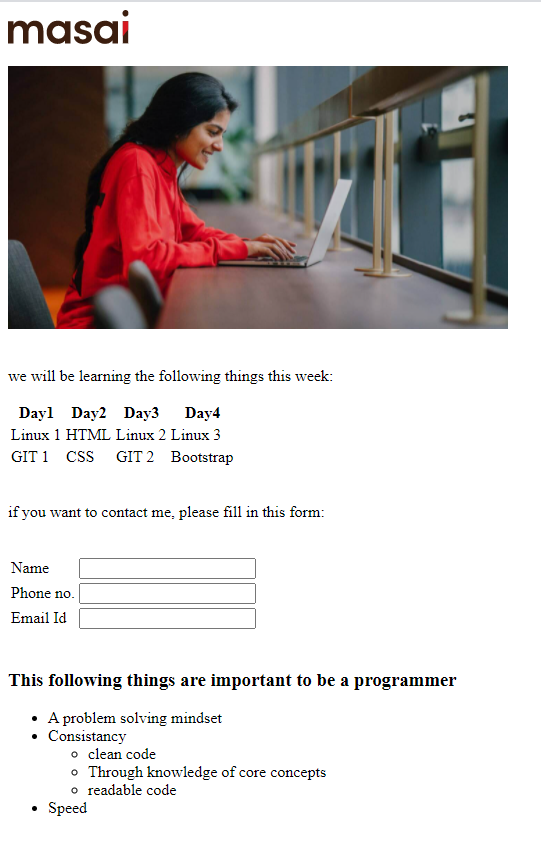 masai
we will be learning the following things this week:
Day1 Day2 Day3 Day4
Linux 1 HTML Linux 2 Linux 3
GIT 1 CSS GIT 2 Bootstrap
if you want to contact me, please fill in this form:
Name
Phone no.
Email Id
This following things are important to be a programmer
A problem solving mindset
Consistancy
clean code
Through knowledge of core concepts
readable code
Speed